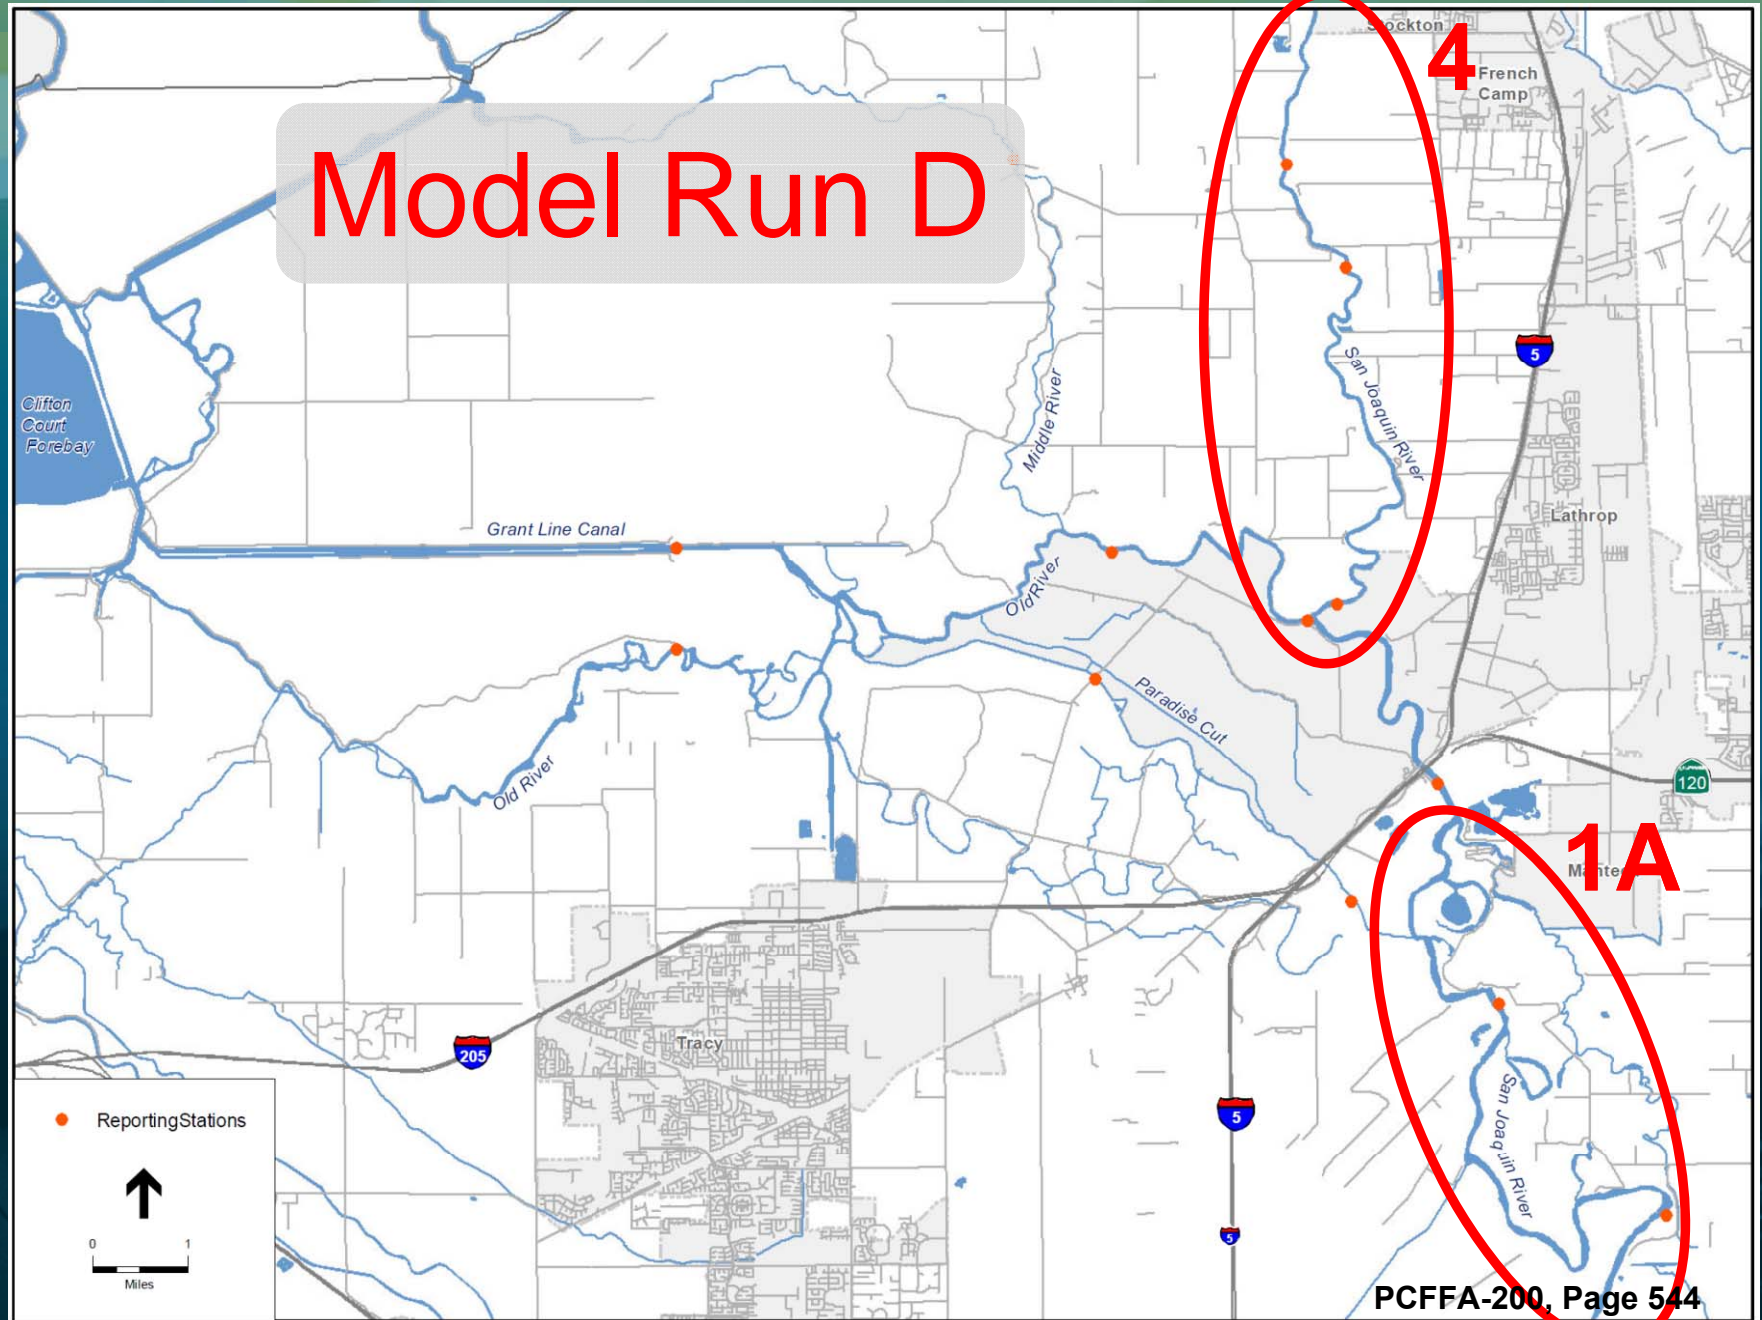 Stockton
4
French
Camp
Model Run D
5
San Joaquin River
Middle River
Clifton
Court
Forebay
Lathrop
Grant Line Canal
Old River
Paradise Cut
Old River
120
1A
Mante
205
Tracy
5
San Joaquin River
5
ReportingStations
0 1
Miles
PCFFA-200, Page 544